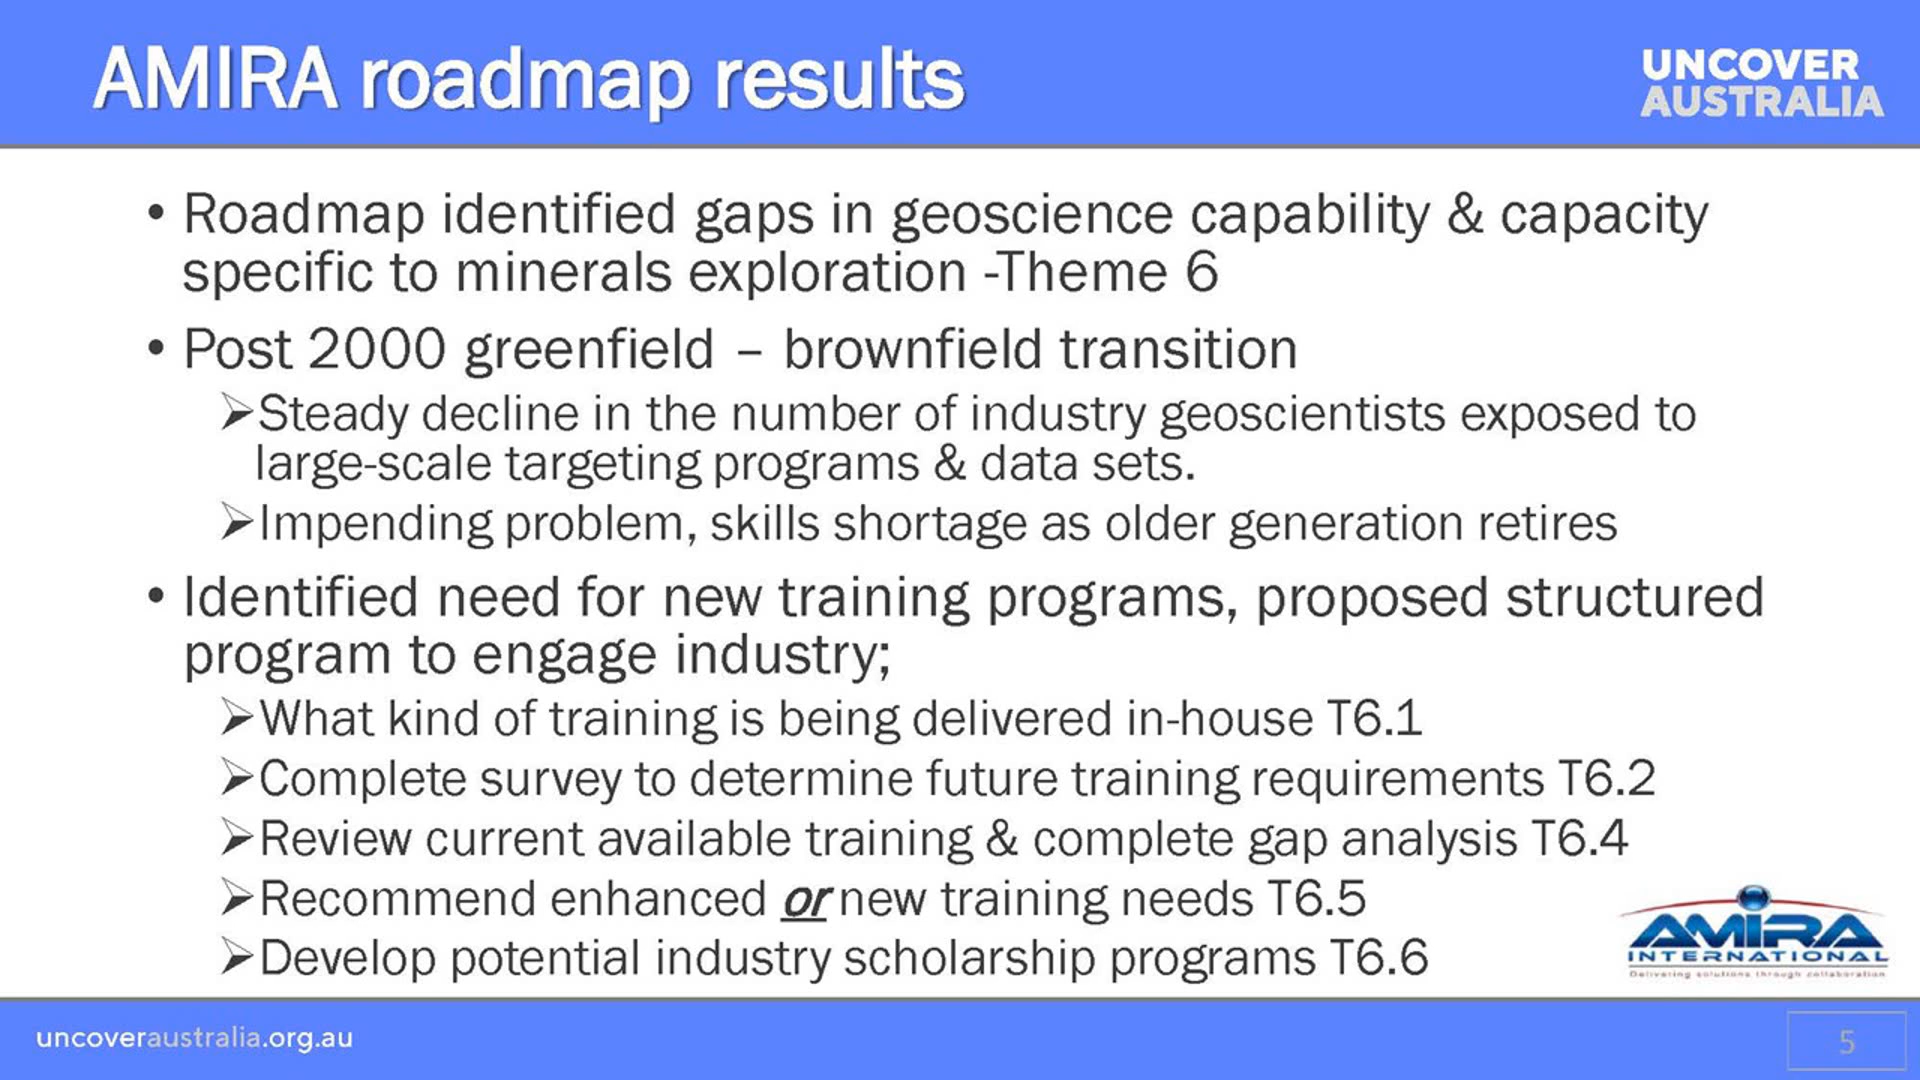 AMIRA roadmap results
UNCOVER
AUSTRALIA
• Roadmap identified gaps in geoscience capability & capacity
specific to minerals exploration -Theme 6
• Post 2000 greenfield – brownfield transition
➢Steady decline in the number of industry geoscientists exposed to
large-scale targeting programs & data sets.
➢Impending problem, skills shortage as older generation retires
• Identified need for new training programs, proposed structured
program to engage industry;
➢What kind of training is being delivered in-house T6.1
➢Complete survey to determine future training requirements T6.2
➢Review current available training & complete gap analysis T6.4
➢Recommend enhanced or new training needs T6.5
➢Develop potential industry scholarship programs T6.6
AMIRA
INTERNATIONAL
Delivering solutions through collaboration
uncoveraustralia.org.au
5